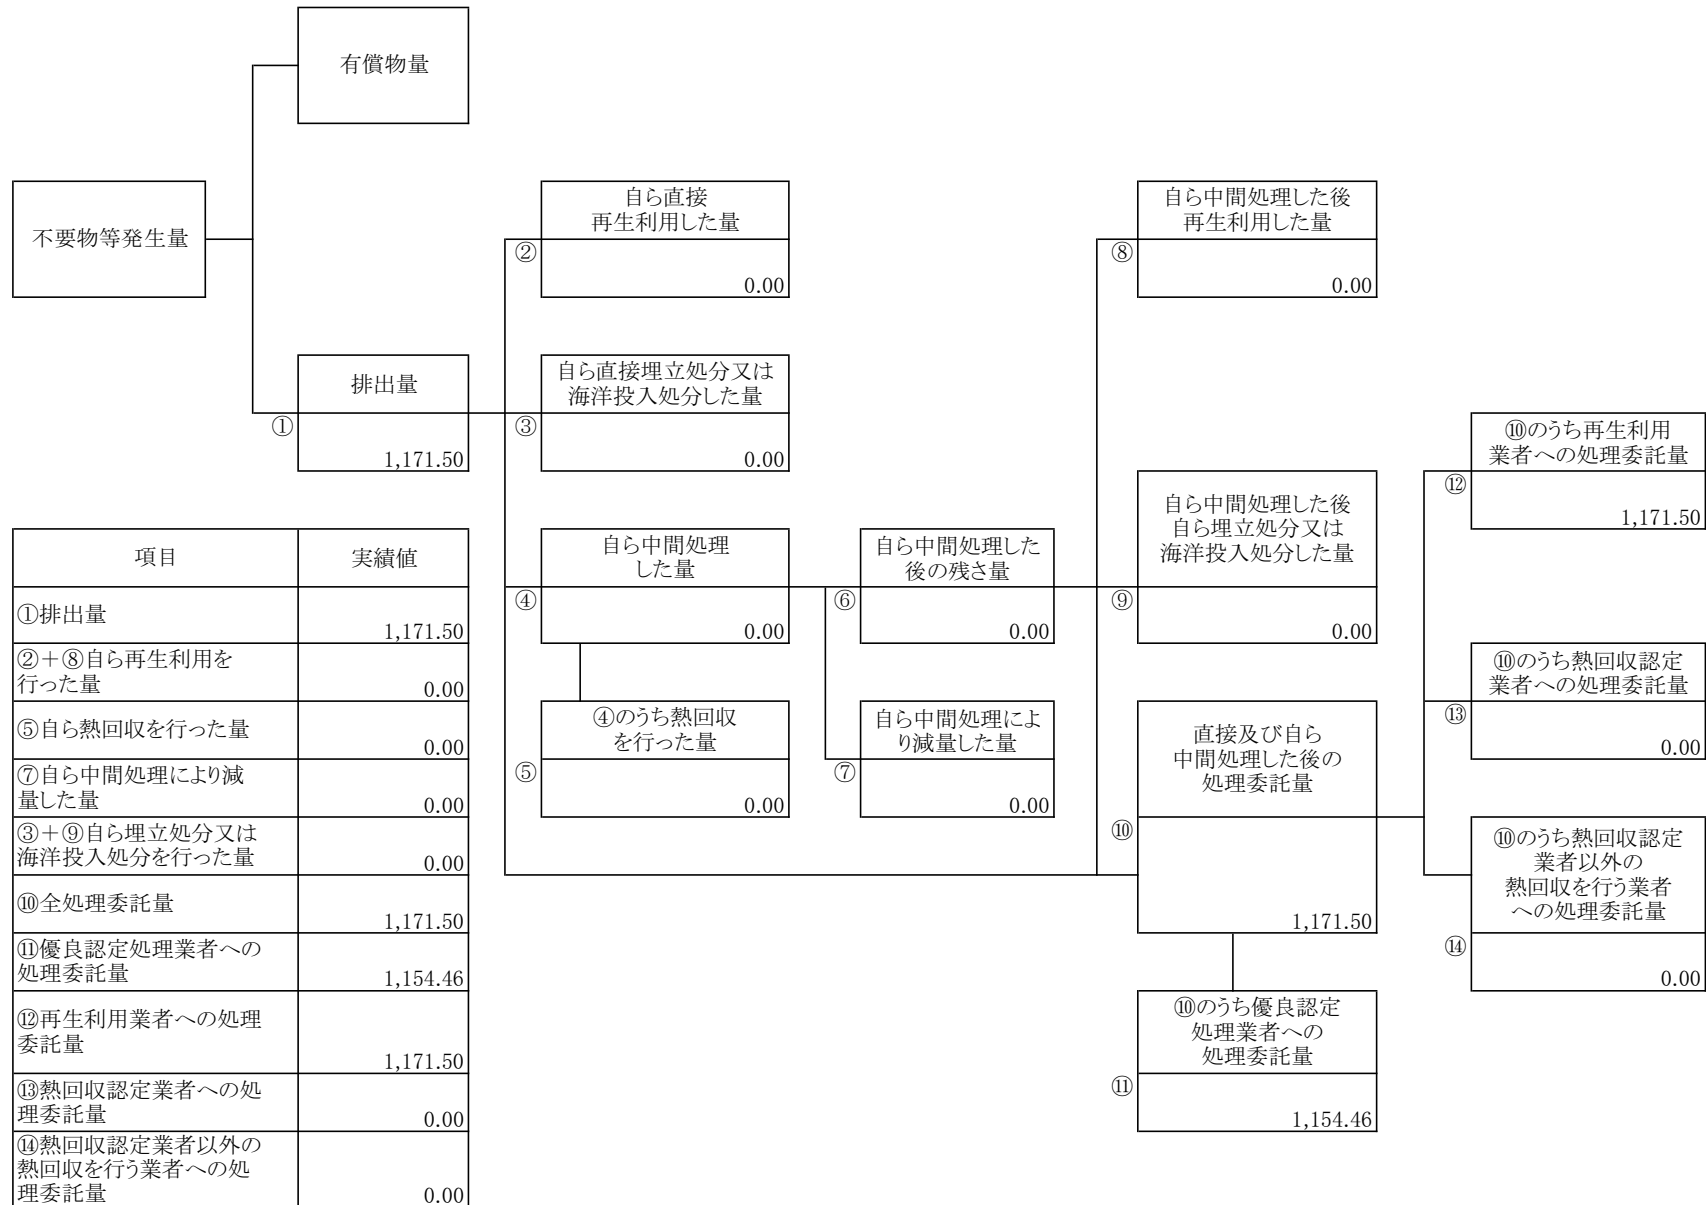 有償物量
不要物等発生量
自ら直接
再生利用した量
②
0.00
自ら中間処理した後
再生利用した量
⑧
0.00
排出量
①
1,171.50
自ら直接埋立処分又は
海洋投入処分した量
③
0.00
⑩のうち再生利用
業者への処理委託量
⑫
1,171.50
自ら中間処理
した量
④
0.00
自ら中間処理した
後の残さ量
⑥
0.00
自ら中間処理した後
自ら埋立処分又は
海洋投入処分した量
⑨
0.00
⑩のうち熱回収認定
業者への処理委託量
⑬
0.00
④のうち熱回収
を行った量
⑤
0.00
自ら中間処理によ
り減量した量
⑦
0.00
直接及び自ら
中間処理した後の
処理委託量
⑩
1,171.50
⑩のうち熱回収認定
業者以外の
熱回収を行う業者
への処理委託量
⑭
0.00
⑩のうち優良認定
処理業者への
処理委託量
⑪
1,154.46
項目 実績値
①排出量
1,171.50
②＋⑧自ら再生利用を
行った量
0.00
⑤自ら熱回収を行った量
0.00
⑦自ら中間処理により減
量した量
0.00
③＋⑨自ら埋立処分又は
海洋投入処分を行った量
0.00
⑩全処理委託量
1,171.50
⑪優良認定処理業者への
処理委託量
1,154.46
⑫再生利用業者への処理
委託量
1,171.50
⑬熱回収認定業者への処
理委託量
0.00
⑭熱回収認定業者以外の
熱回収を行う業者への処
理委託量
0.00